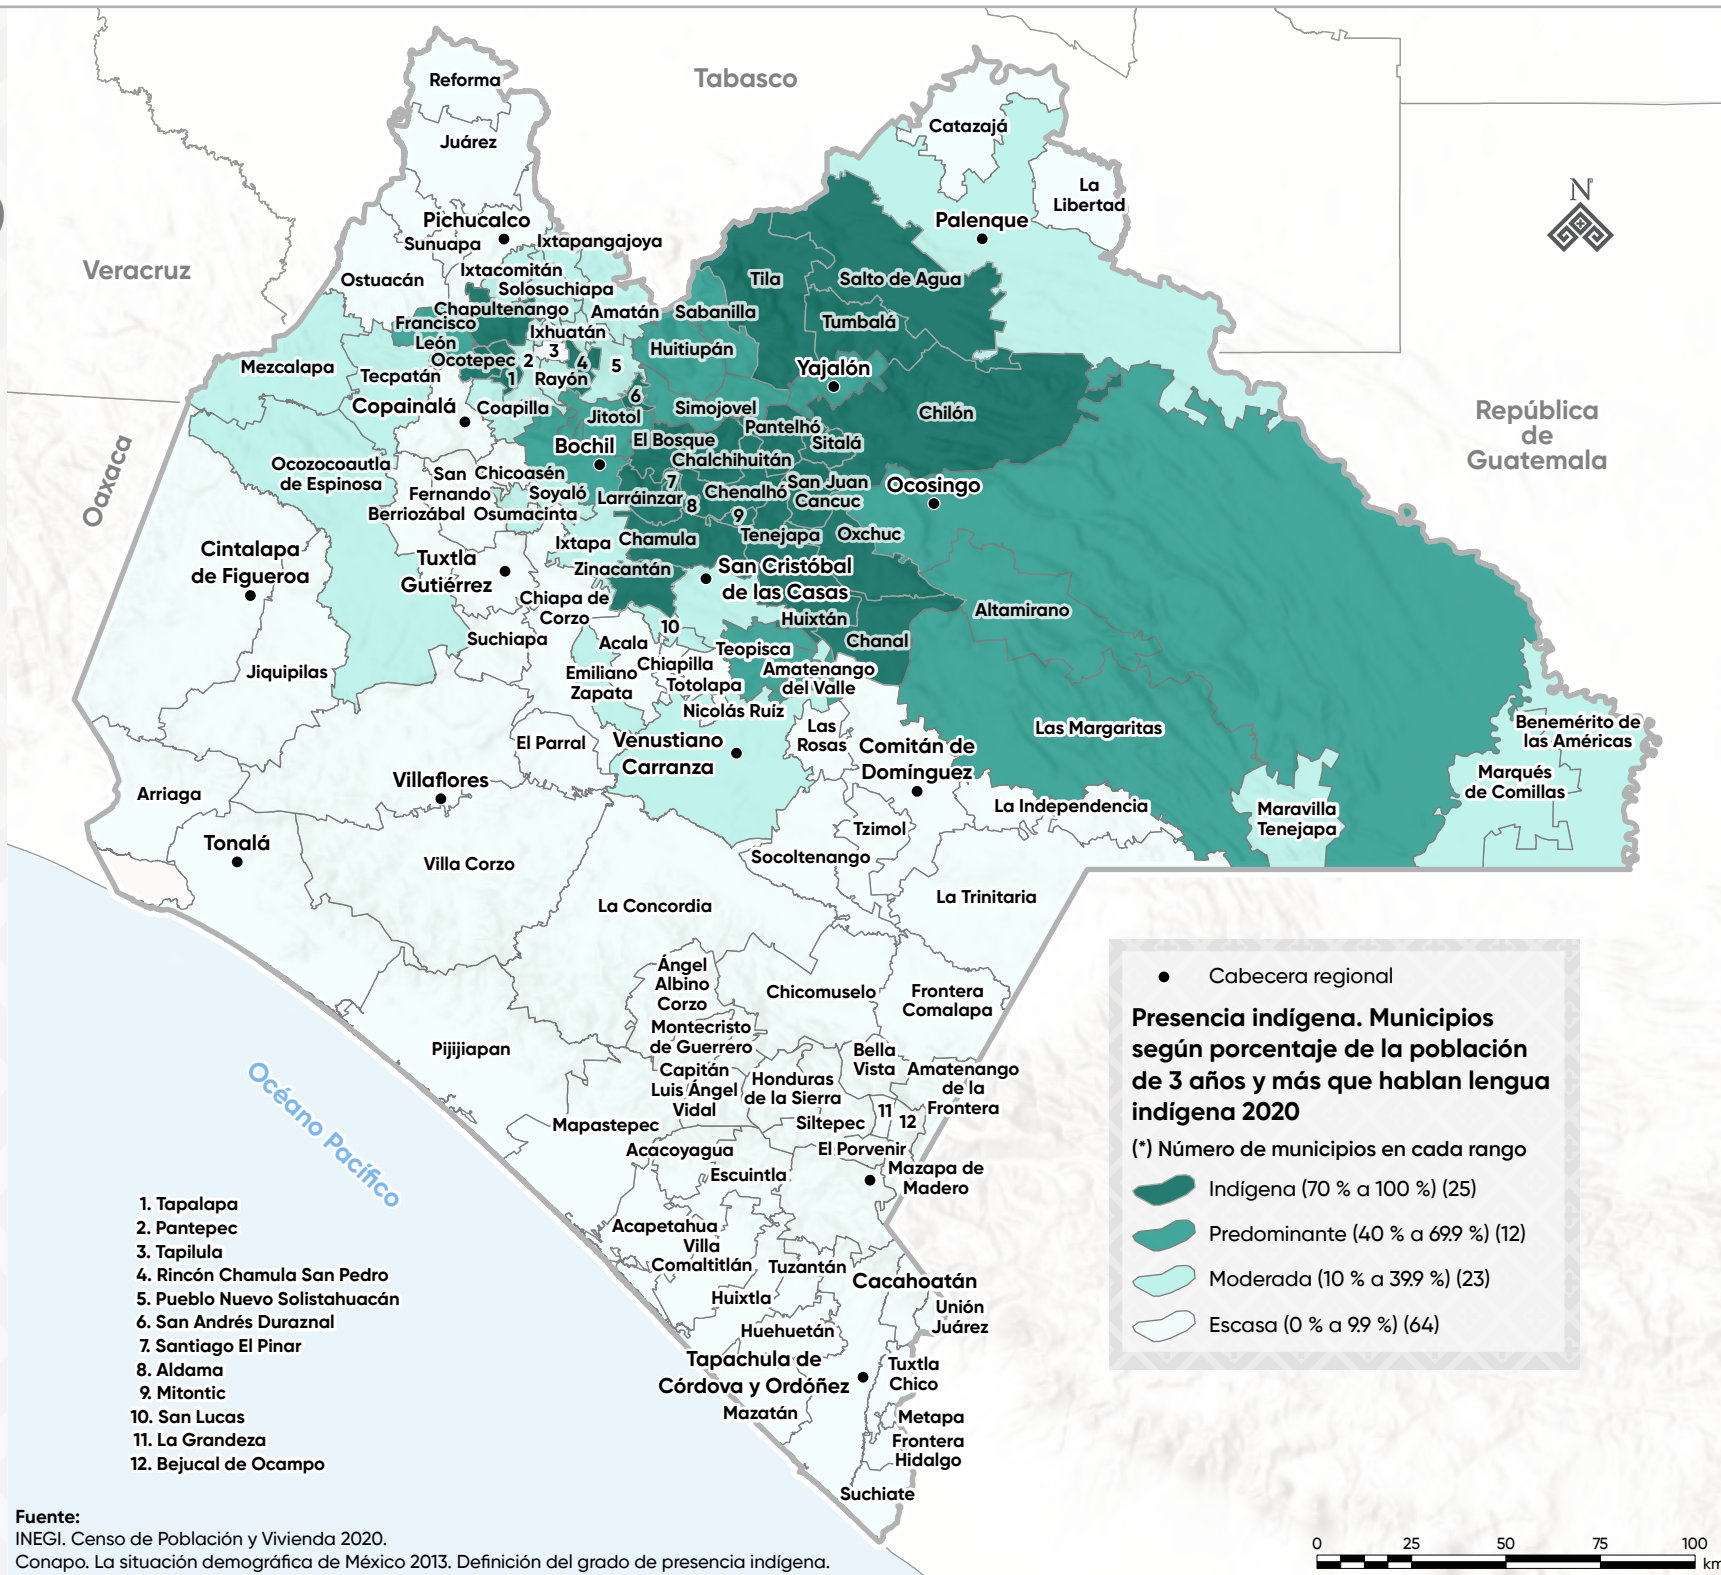 Reforma
Tabasco
Juárez
Catazajá
La
Libertad
N
Pichucalco
Palenque
Sunuapa
Ixtapangajoya
Veracruz
Ostuacán
Ixtacomitán
Solosuchiapa
Tila
Salto de Agua
Chapultenango
Amatán
Sabanilla
Francisco
León
Ixhuatán
Tumbalá
Huitiupán
Ocotepec
2
3
4
5
1
Rayón
Mezcalapa
Tecpatán
Yajalón
6
Copainalá
Coapilla
Jitotol
Simojovel
Pantelhó
Chilón
República
de
Guatemala
Bochil
El Bosque
Sitalá
Chalchihuitán
Oaxaca
Ocozocoautla
de Espinosa
San
Fernando
Chicoasén
Soyaló
Larráinzar
7
8
Chenalhó
San Juan
Cancuc
Ocosingo
Berriozábal
Osumacinta
9
Ixtapa
Chamula
Tenejapa
Oxchuc
Cintalapa
de Figueroa
Tuxtla
Gutiérrez
Zinacantán
San Cristóbal
de las Casas
Chiapa de
Corzo
Altamirano
Huixtán
10
Suchiapa
Acala
Teopisca
Chanal
Jiquipilas
Emiliano
Zapata
Chiapilla
Totolapa
Amatenango
del Valle
Nicolás Ruíz
Las
Rosas
Las Margaritas
Benemérito de
las Américas
El Parral
Venustiano
Carranza
Comitán de
Domínguez
Marqués
de Comillas
Villaflores
Arriaga
La Independencia
Maravilla
Tenejapa
Tzimol
Tonalá
Villa Corzo
Socoltenango
La Concordia
La Trinitaria
Ángel
Albino
Corzo
Chicomuselo
Frontera
Comalapa
Montecristo
de Guerrero
Pijijiapan
Bella
Vista
Capitán
Luis Ángel
Vidal
Honduras
de la Sierra
Amatenango
de la
Frontera
11
12
Mapastepec
Siltepec
Acacoyagua
El Porvenir
Escuintla
Mazapa de
Madero
Océano Pacífico
Acapetahua
Villa
Comaltitlán
Tuzantán
Cacahoatán
Huixtla
Unión
Juárez
Huehuetán
Tapachula de
Córdova y Ordóñez
Tuxtla
Chico
Mazatán
Metapa
Frontera
Hidalgo
Suchiate
Cabecera regional
Presencia indígena. Municipios
según porcentaje de la población
de 3 años y más que hablan lengua
indígena 2020
(*) Número de municipios en cada rango
Indígena (70 % a 100 %) (25)
Predominante (40 % a 69.9 %) (12)
Moderada (10 % a 39.9 %) (23)
Escasa (0 % a 9.9 %) (64)
1. Tapalapa
2. Pantepec
3. Tapilula
4. Rincón Chamula San Pedro
5. Pueblo Nuevo Solistahuacán
6. San Andrés Duraznal
7. Santiago El Pinar
8. Aldama
9. Mitontic
10. San Lucas
11. La Grandeza
12. Bejucal de Ocampo
Fuente:
INEGI. Censo de Población y Vivienda 2020.
Conapo. La situación demográfica de México 2013. Definición del grado de presencia indígena.
0 25 50 75 100
km